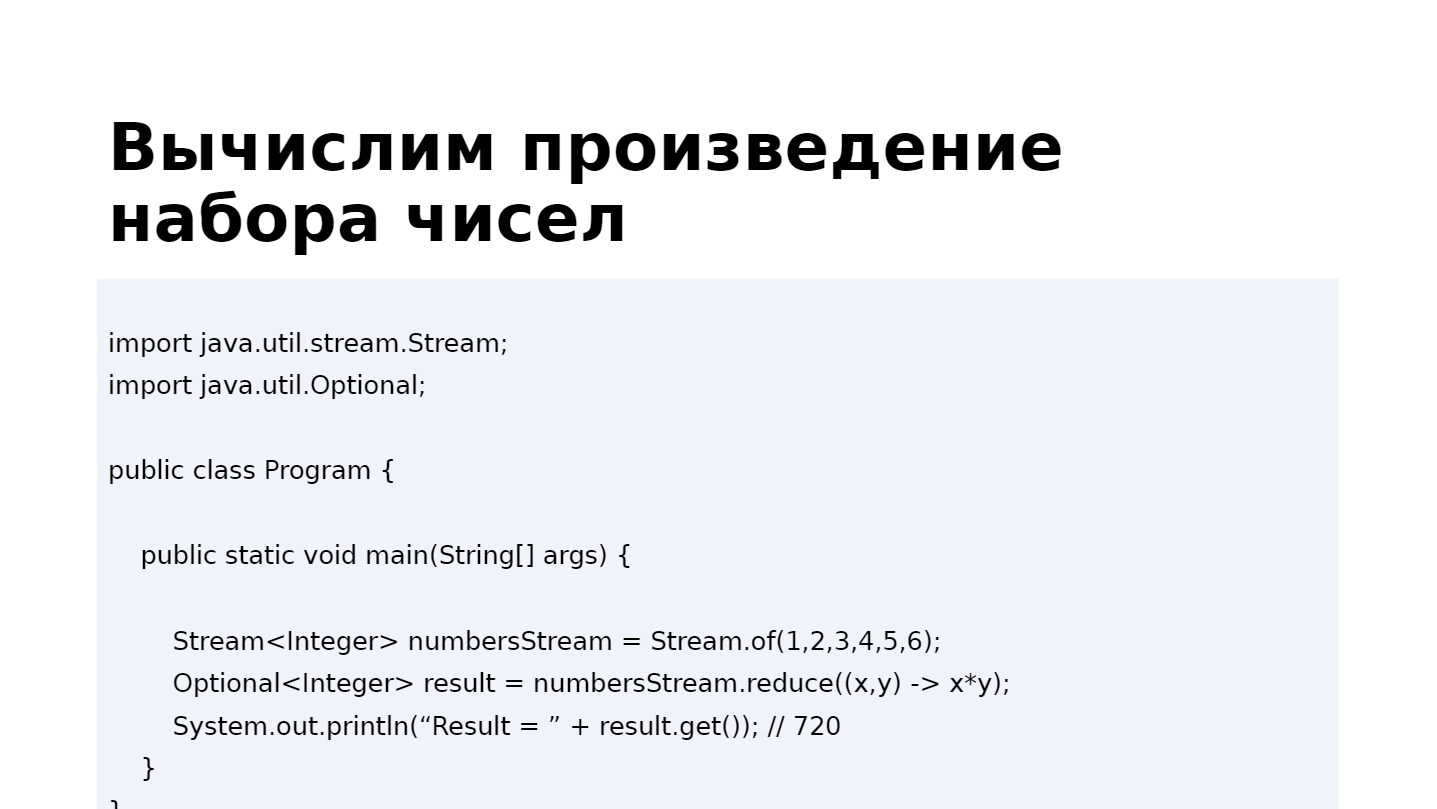 Вычислим произведение
набора чисел
import java.util.stream.Stream;
import java.util.Optional;
public class Program {
public static void main(String[] args) {
Stream<Integer> numbersStream = Stream.of(1,2,3,4,5,6);
Optional<Integer> result = numbersStream.reduce((x,y) -> x*y);
System.out.println(“Result = ” + result.get()); // 720
}
}